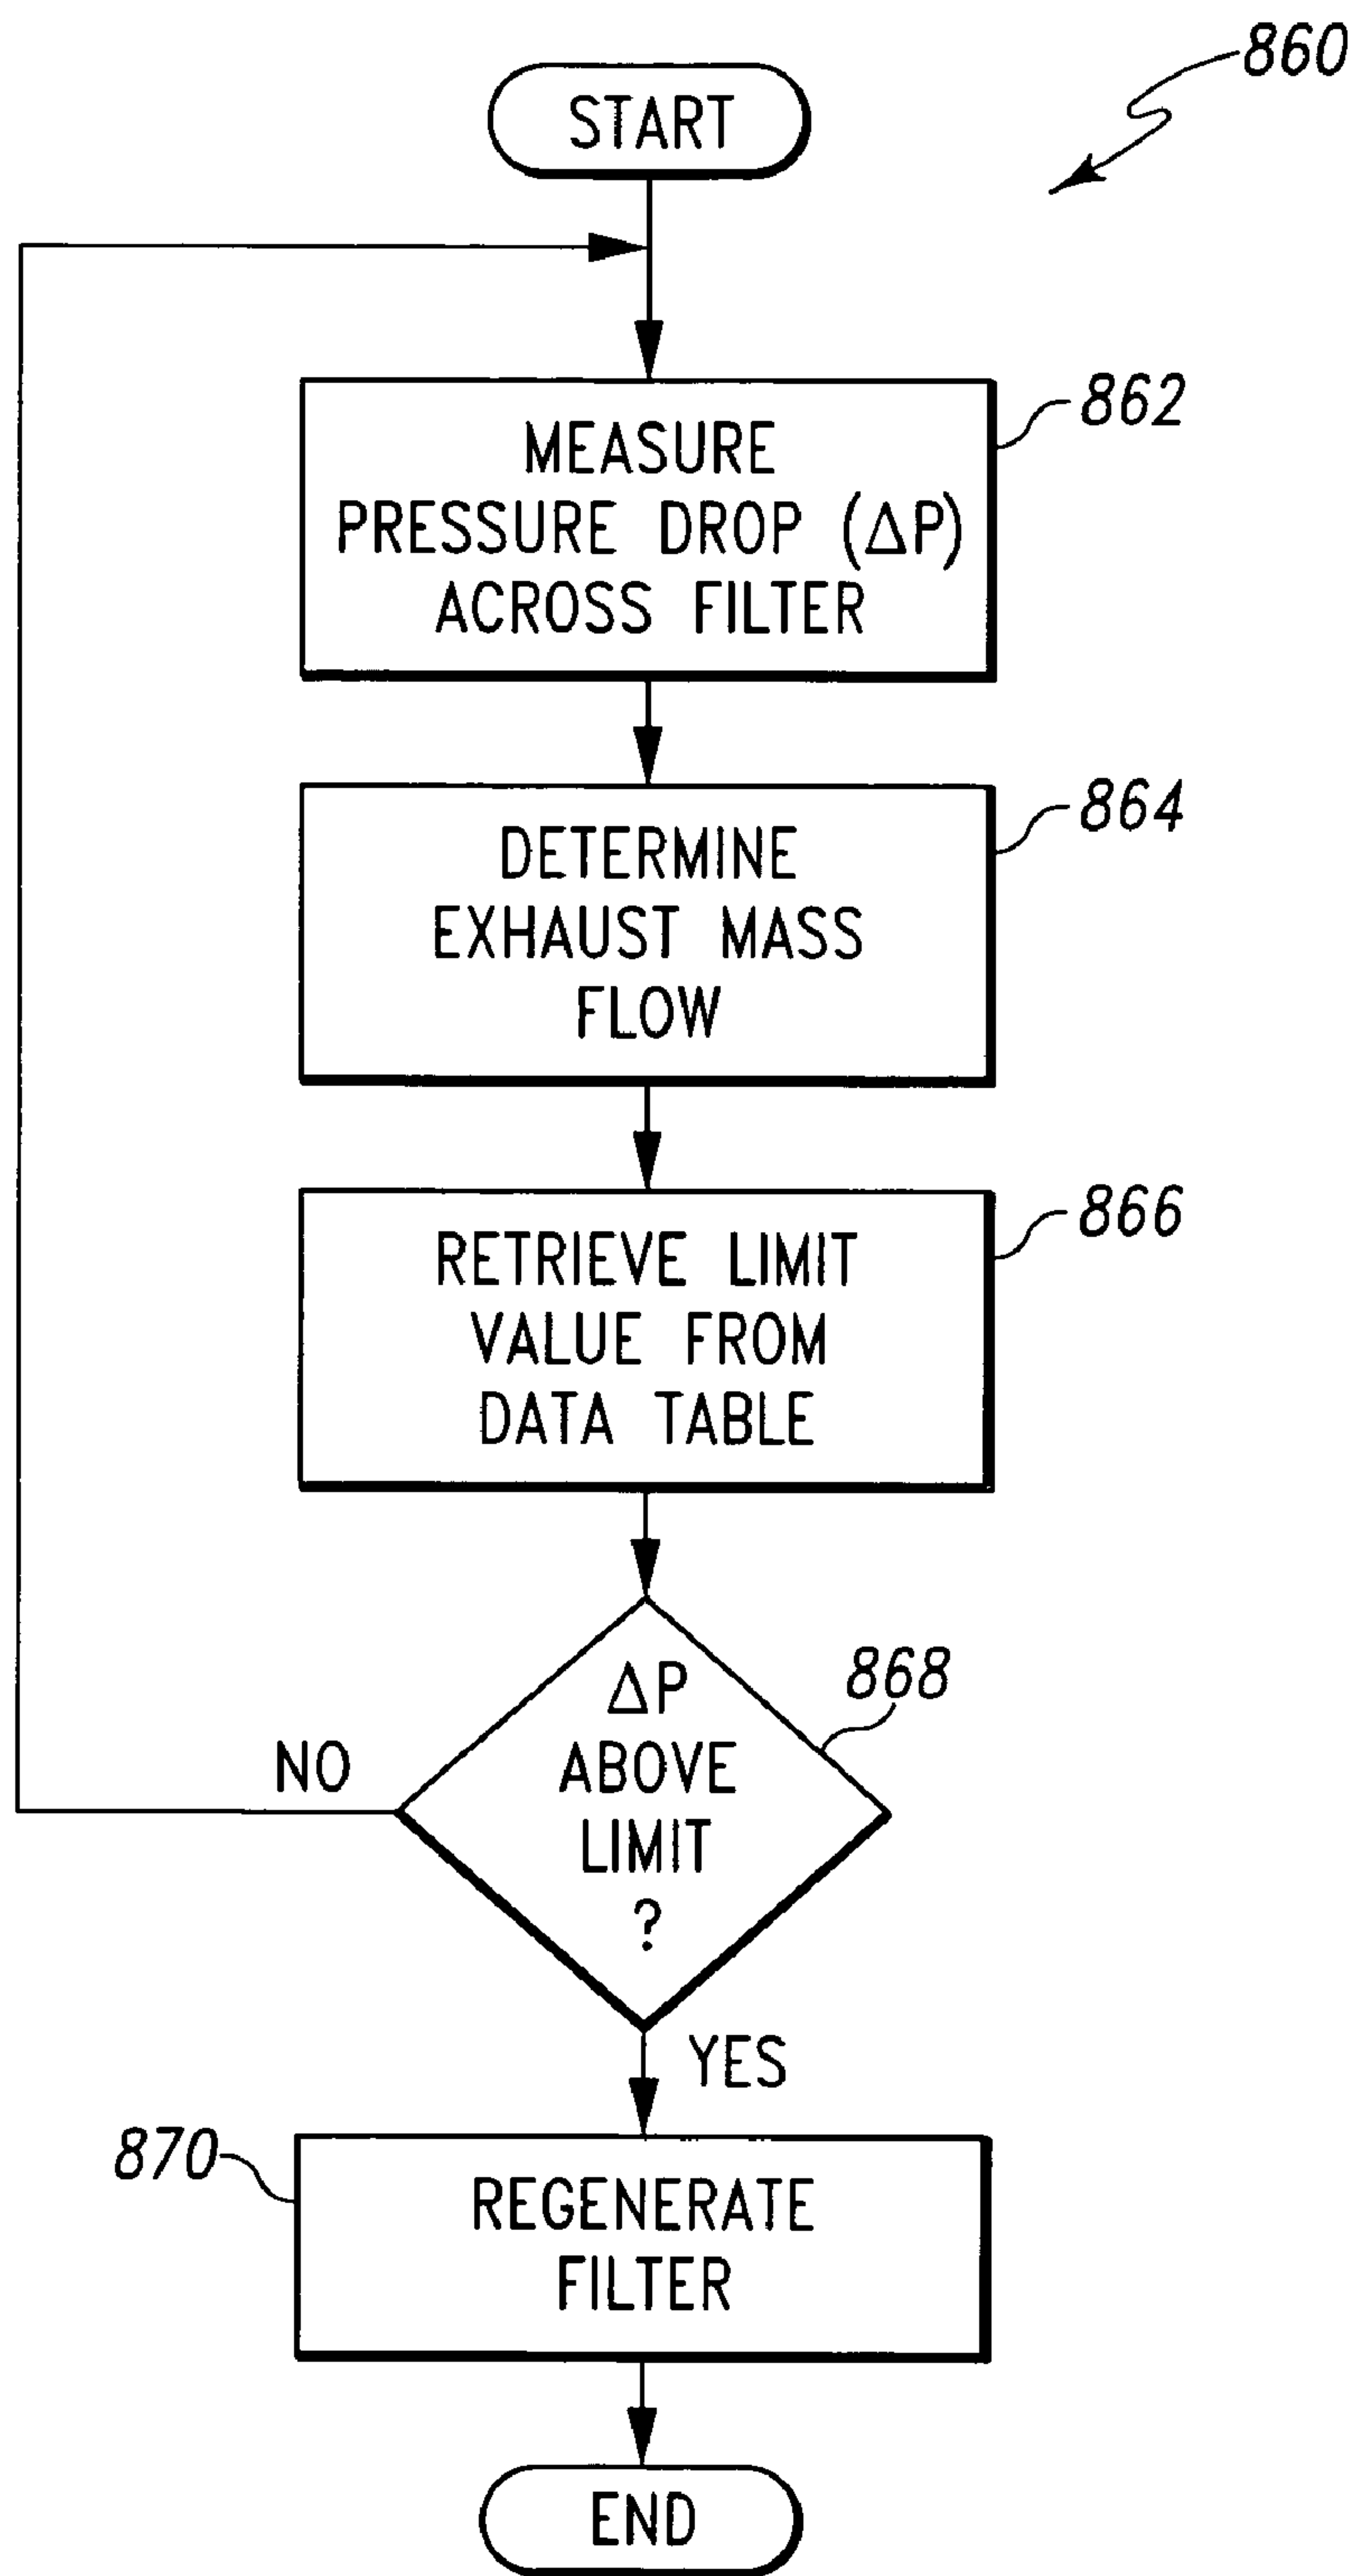 860
START
862
MEASURE
PRESSURE DROP (ΔP)
ACROSS FILTER
864
DETERMINE
EXHAUST MASS
FLOW
866
RETRIEVE LIMIT
VALUE FROM
DATA TABLE
868
ΔP
ABOVE
LIMIT
?
NO
YES
870
REGENERATE
FILTER
END